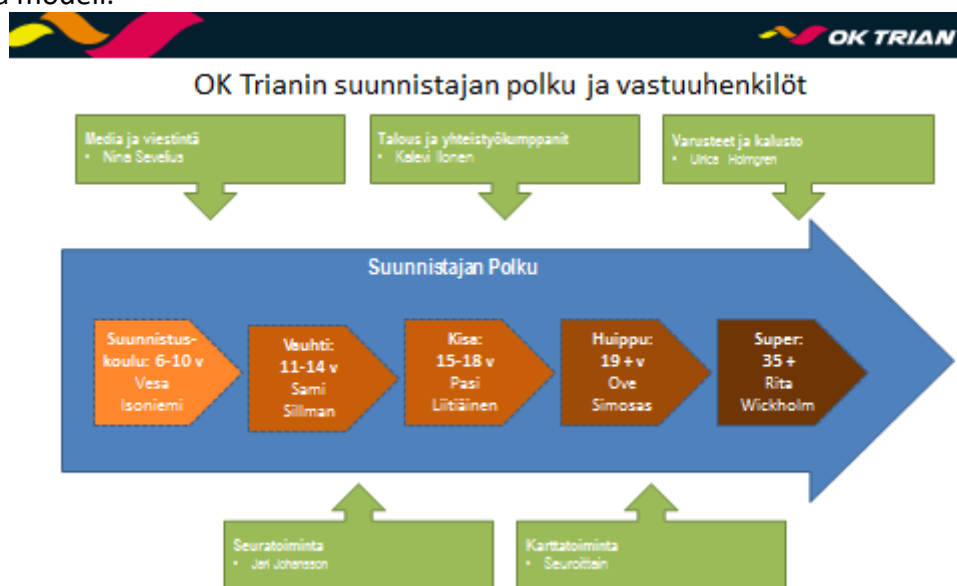 a modell.
OK TRIAN
OK Trianin suunnistajan polku ja vastuuhenkilöt
Media ja viestintä
• Nina Sevelius
Talous ja yhteistyökumppanit
• Kalevi Ilonen
Varusteet ja kalusto
• Ulrica Holmgren
Suunnistajan Polku
Suunnistus-
koulu: 6-10 v
Vesa
Isoniemi
Vauhti:
11-14 v
Sami
Sillman
Kisa:
15-18 v
Pasi
Liitiäinen
Huippu:
19 + v
Ove
Simosas
Super:
35 +
Rita
Wickholm
Seuratoiminta
• Jari Johansson
Karttatoiminta
• Seuroittain